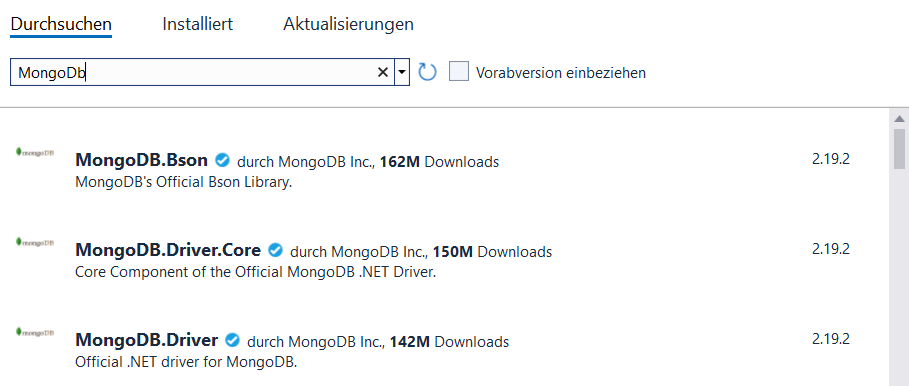 Durchsuchen Installiert Aktualisierungen
MongoDb Vorabversion einbeziehen
mongoDB MongoDB.Bson durch MongoDB Inc., 162M Downloads 2.19.2
MongoDB's Official Bson Library.
mongoDB MongoDB.Driver.Core durch MongoDB Inc., 150M Downloads 2.19.2
Core Component of the Official MongoDB .NET Driver.
mongoDB MongoDB.Driver durch MongoDB Inc., 142M Downloads 2.19.2
Official .NET driver for MongoDB.